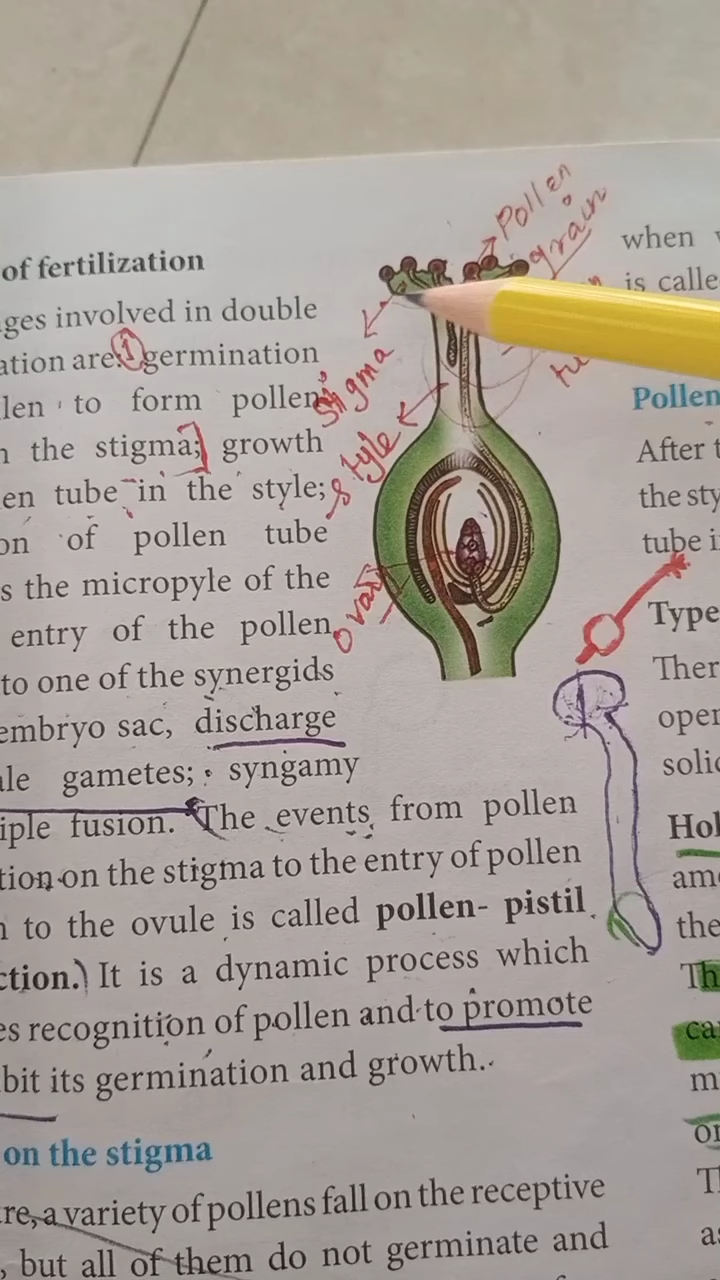 of fertilization
ges involved in double
ation are: 1 germination
len to form pollen
n the stigma; growth
en tube in the style;
on of pollen tube
s the micropyle of the
entry of the pollen
to one of the synergids
embryo sac, discharge
ale gametes; syngamy
iple fusion. The events from pollen
tion on the stigma to the entry of pollen
n to the ovule is called pollen- pistil
ction.) It is a dynamic process which
es recognition of pollen and to promote
bit its germination and growth.
on the stigma
re, a variety of pollens fall on the receptive
, but all of them do not germinate and
Pollen
grain
Stigma
style
ovary
when
is calle
Pollen
After t
the sty
tube i
Type
Ther
oper
solid
Hol
am
the
Th
ca
m
or
T
as